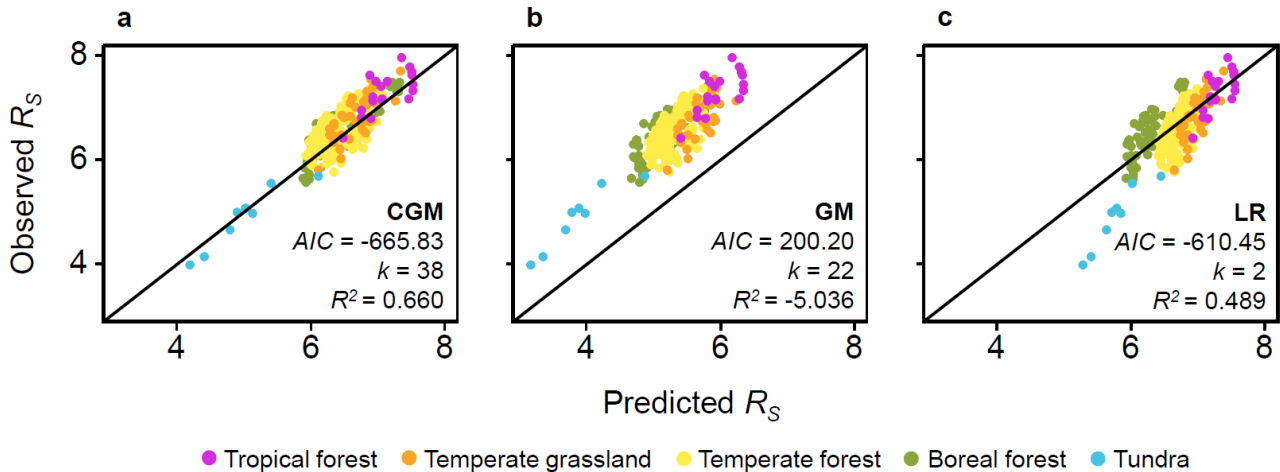 a
b
c
Observed R_S
8
6
4
CGM
AIC = -665.83
k = 38
R² = 0.660
GM
AIC = 200.20
k = 22
R² = -5.036
LR
AIC = -610.45
k = 2
R² = 0.489
4 6 8
4 6 8
4 6 8
Predicted R_S
Tropical forest Temperate grassland Temperate forest Boreal forest Tundra